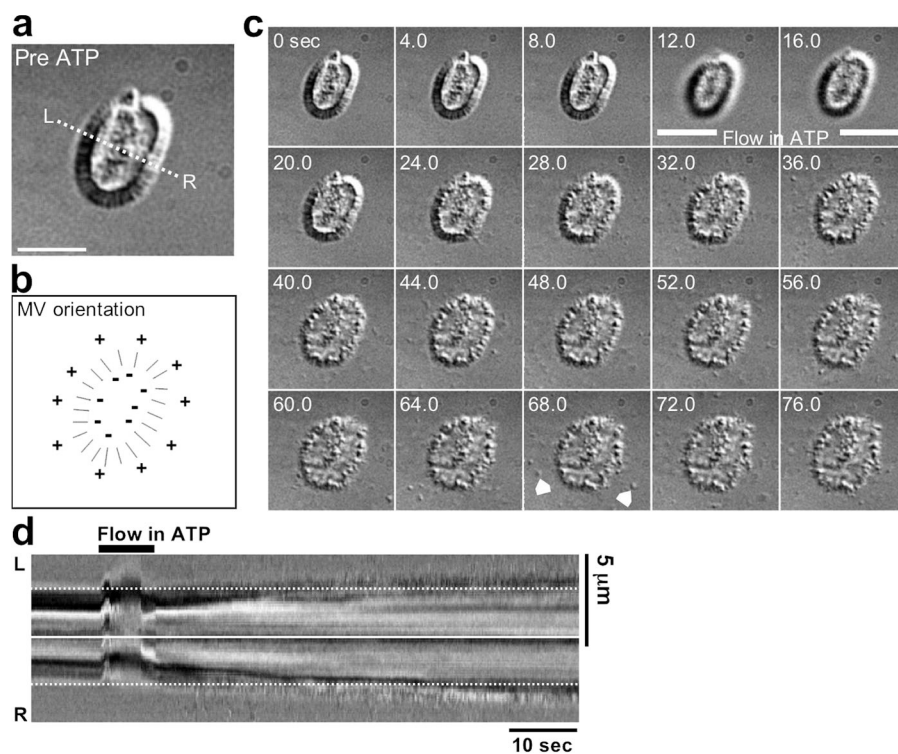 a
Pre ATP
L
R
b
MV orientation
+ +
+ +
- -
- -
+ +
- -
- -
+ +
+ +
c
0 sec 4.0 8.0 12.0 16.0
Flow in ATP
20.0 24.0 28.0 32.0 36.0
40.0 44.0 48.0 52.0 56.0
60.0 64.0 68.0 72.0 76.0
d
Flow in ATP
L
R
5 μm
10 sec